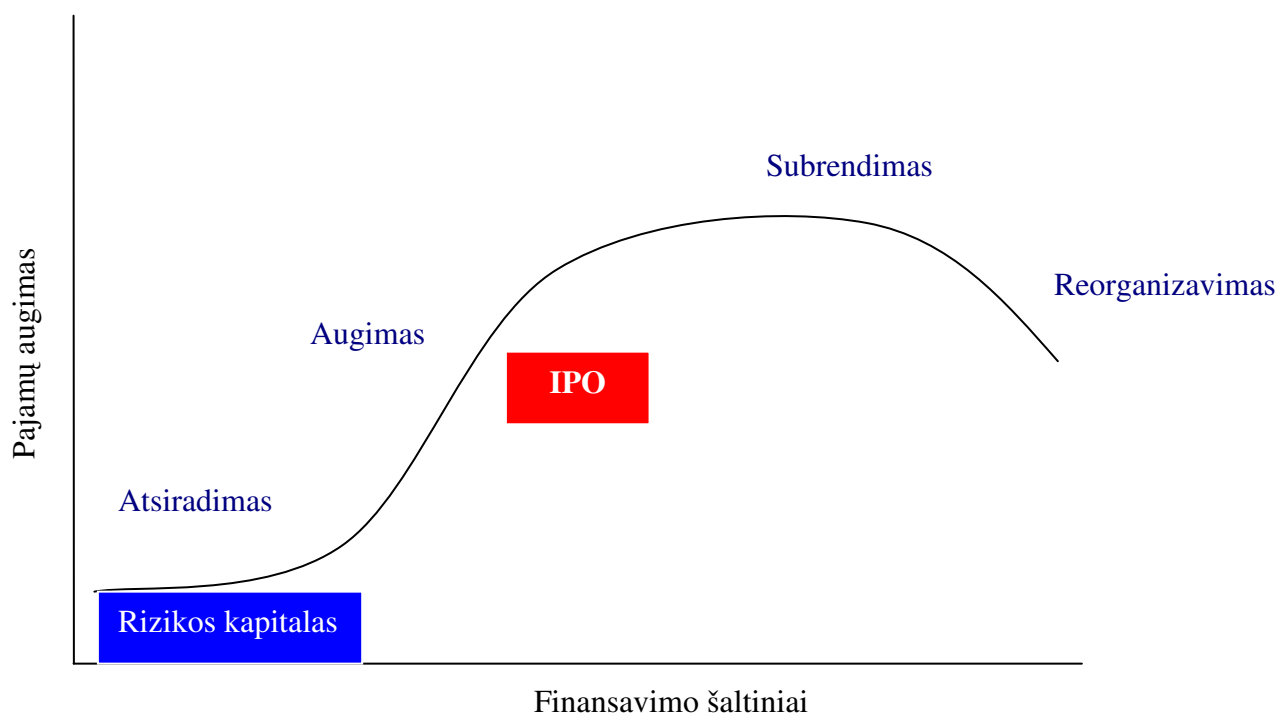 Subrendimas
Reorganizavimas
Augimas
Pajamų augimas
IPO
Atsiradimas
Rizikos kapitalas
Finansavimo šaltiniai